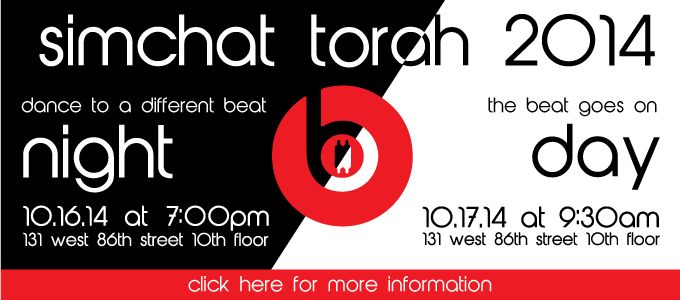 simchat torah 2014
dance to a different beat
night
10.16.14 at 7:00pm
131 west 86th street 10th floor
b
the beat goes on
day
10.17.14 at 9:30am
131 west 86th street 10th floor
click here for more information